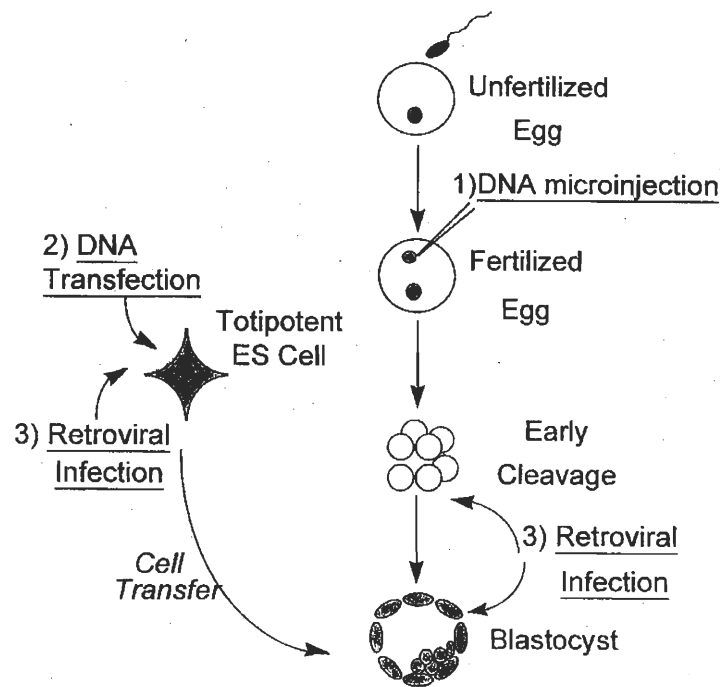 Unfertilized
Egg
1)DNA microinjection
2) DNA
Transfection
Fertilized
Egg
Totipotent
ES Cell
3) Retroviral
Infection
Early
Cleavage
3) Retroviral
Infection
Cell
Transfer
Blastocyst